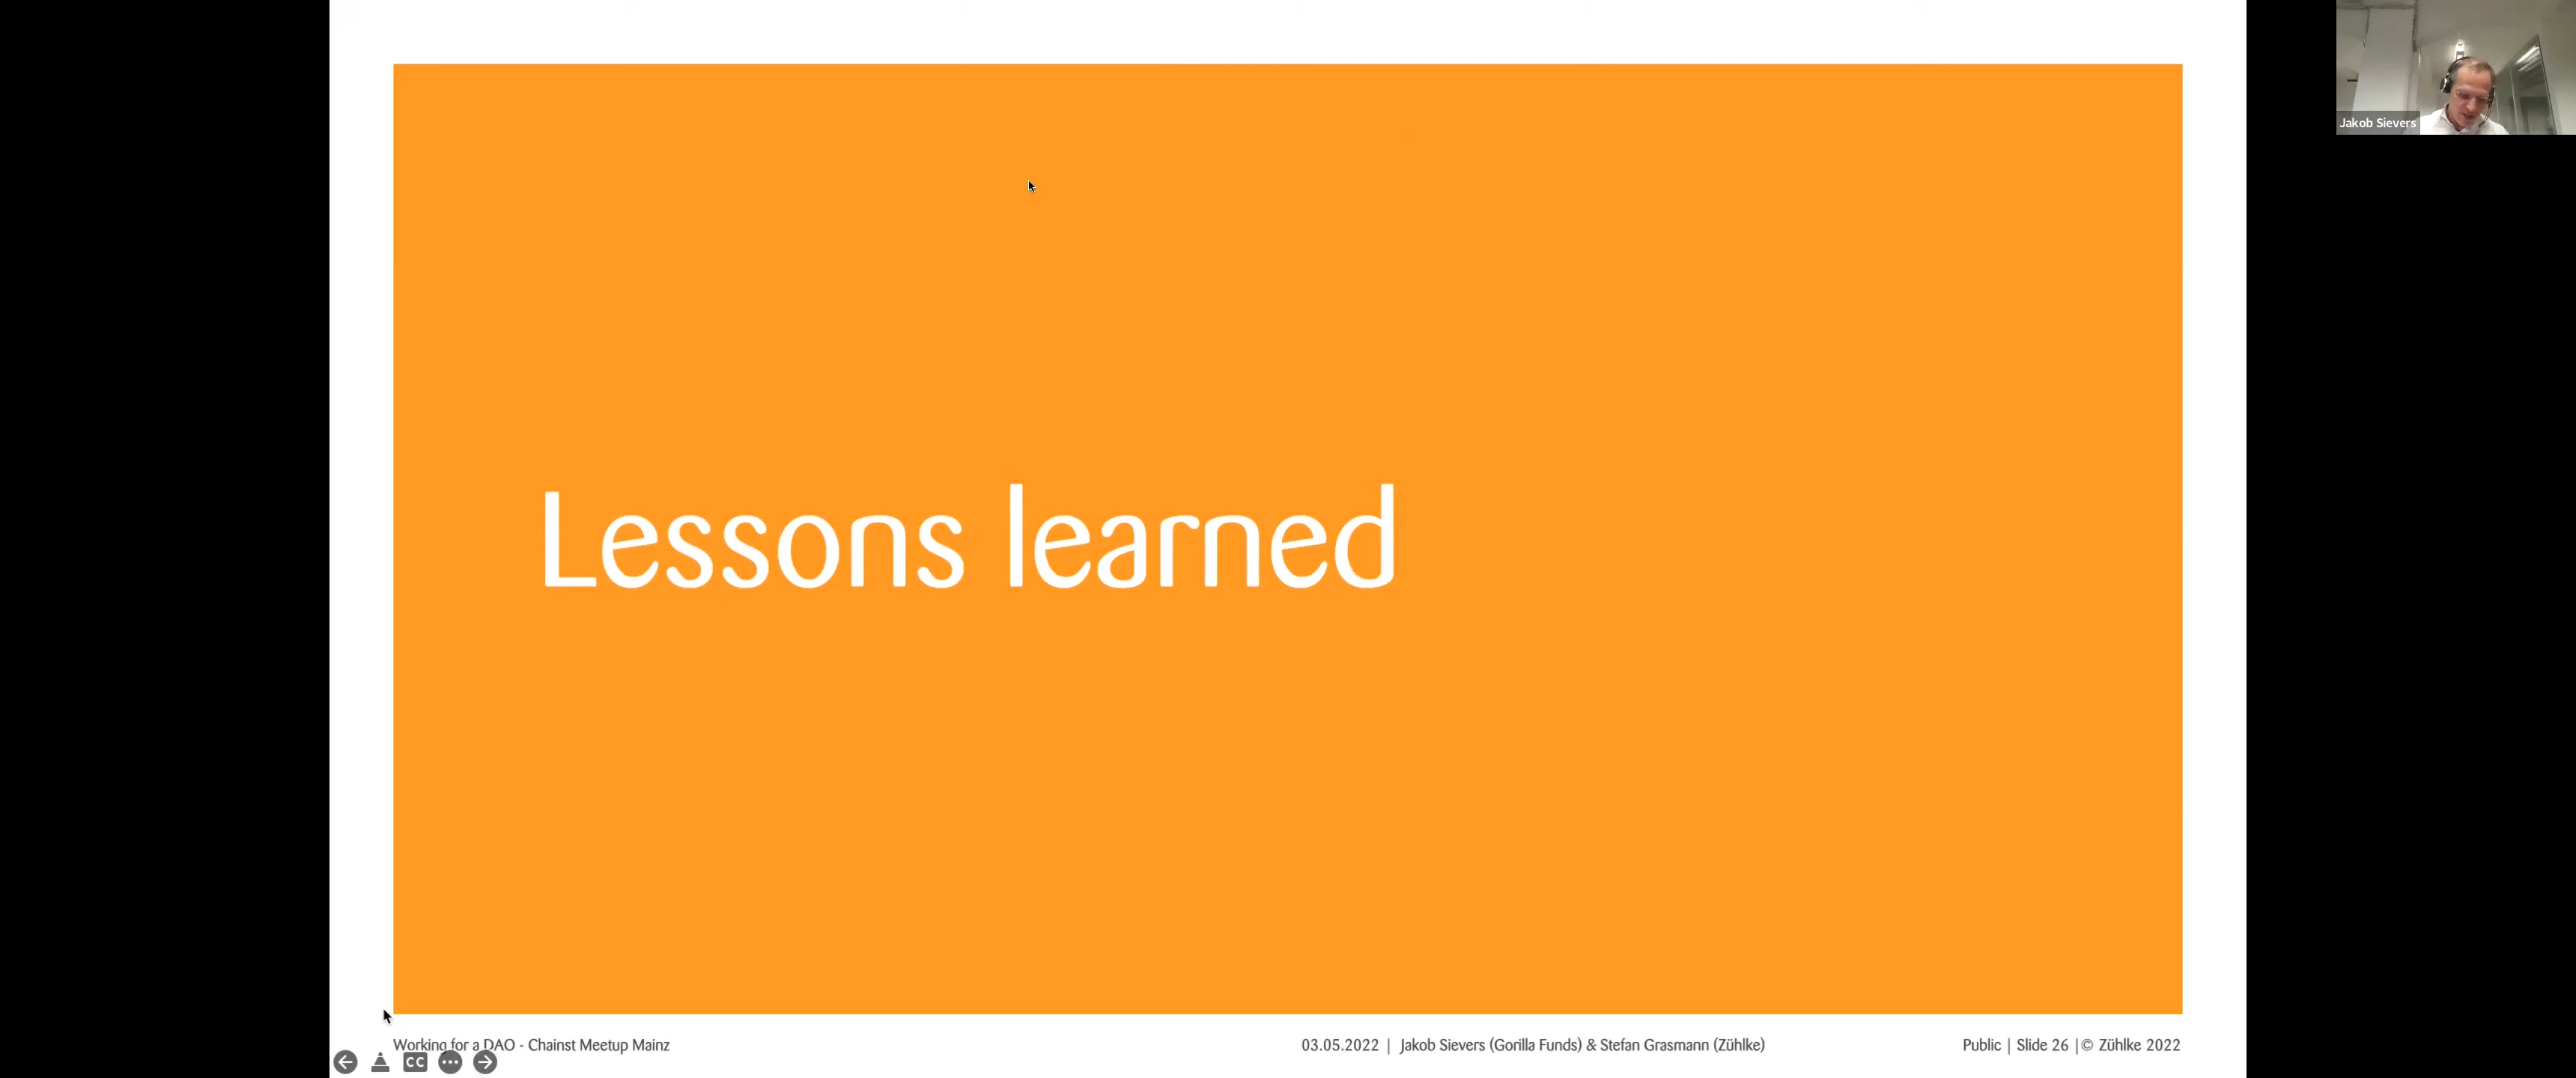 Jakob Sievers
Lessons learned
Working for a DAO - Chainst Meetup Mainz
03.05.2022 | Jakob Sievers (Gorilla Funds) & Stefan Grasmann (Zühlke)
Public | Slide 26 |© Zühlke 2022
CC